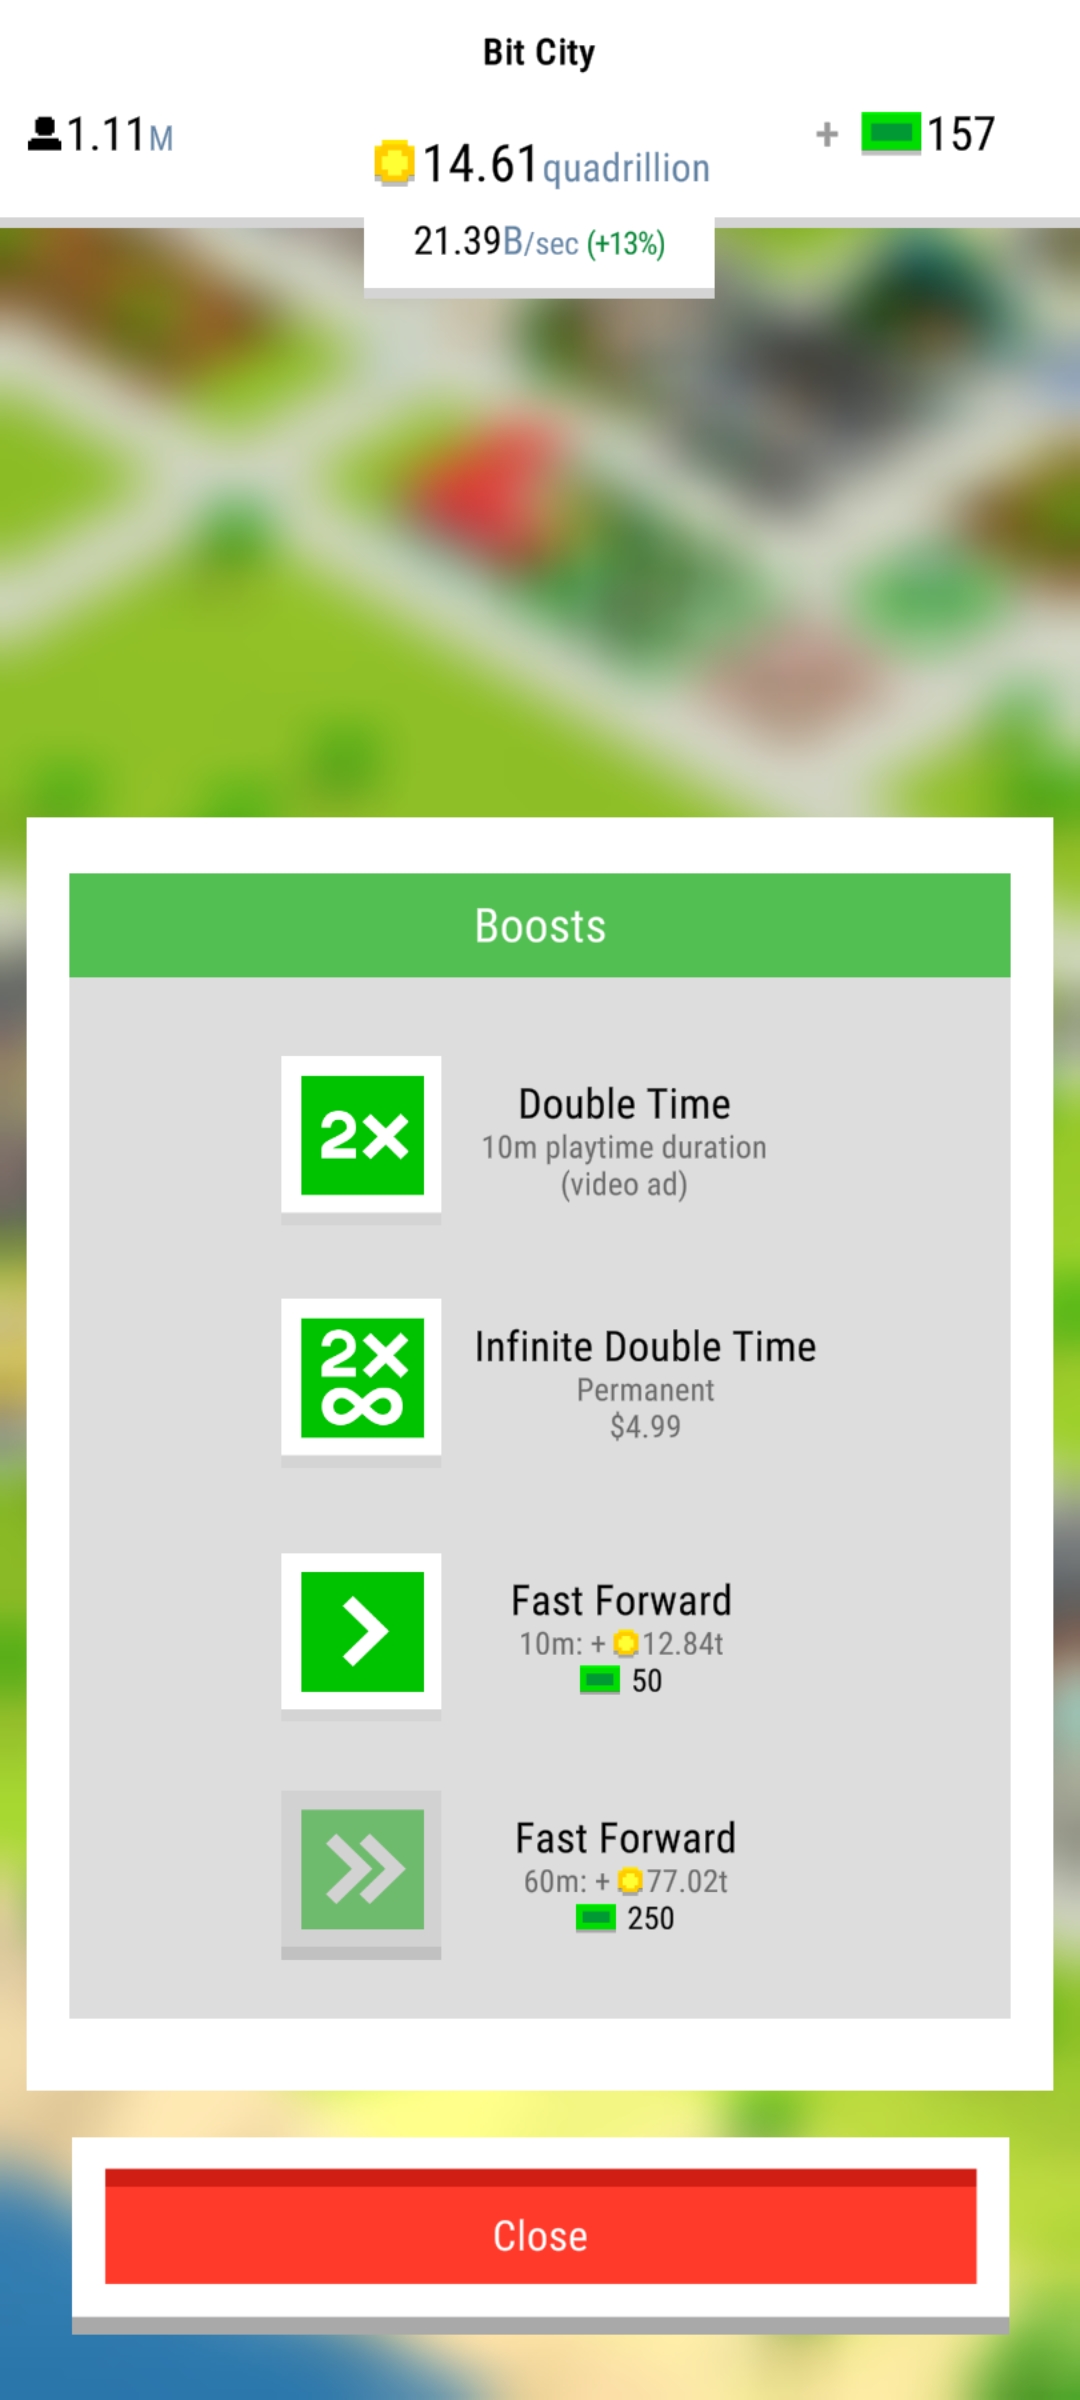 Bit City
1.11M
14.61quadrillion
+ 157
21.39B/sec (+13%)
Boosts
2×
Double Time
10m playtime duration
(video ad)
2×
∞
Infinite Double Time
Permanent
$4.99
Fast Forward
10m: + 12.84t
50
Fast Forward
60m: + 77.02t
250
Close